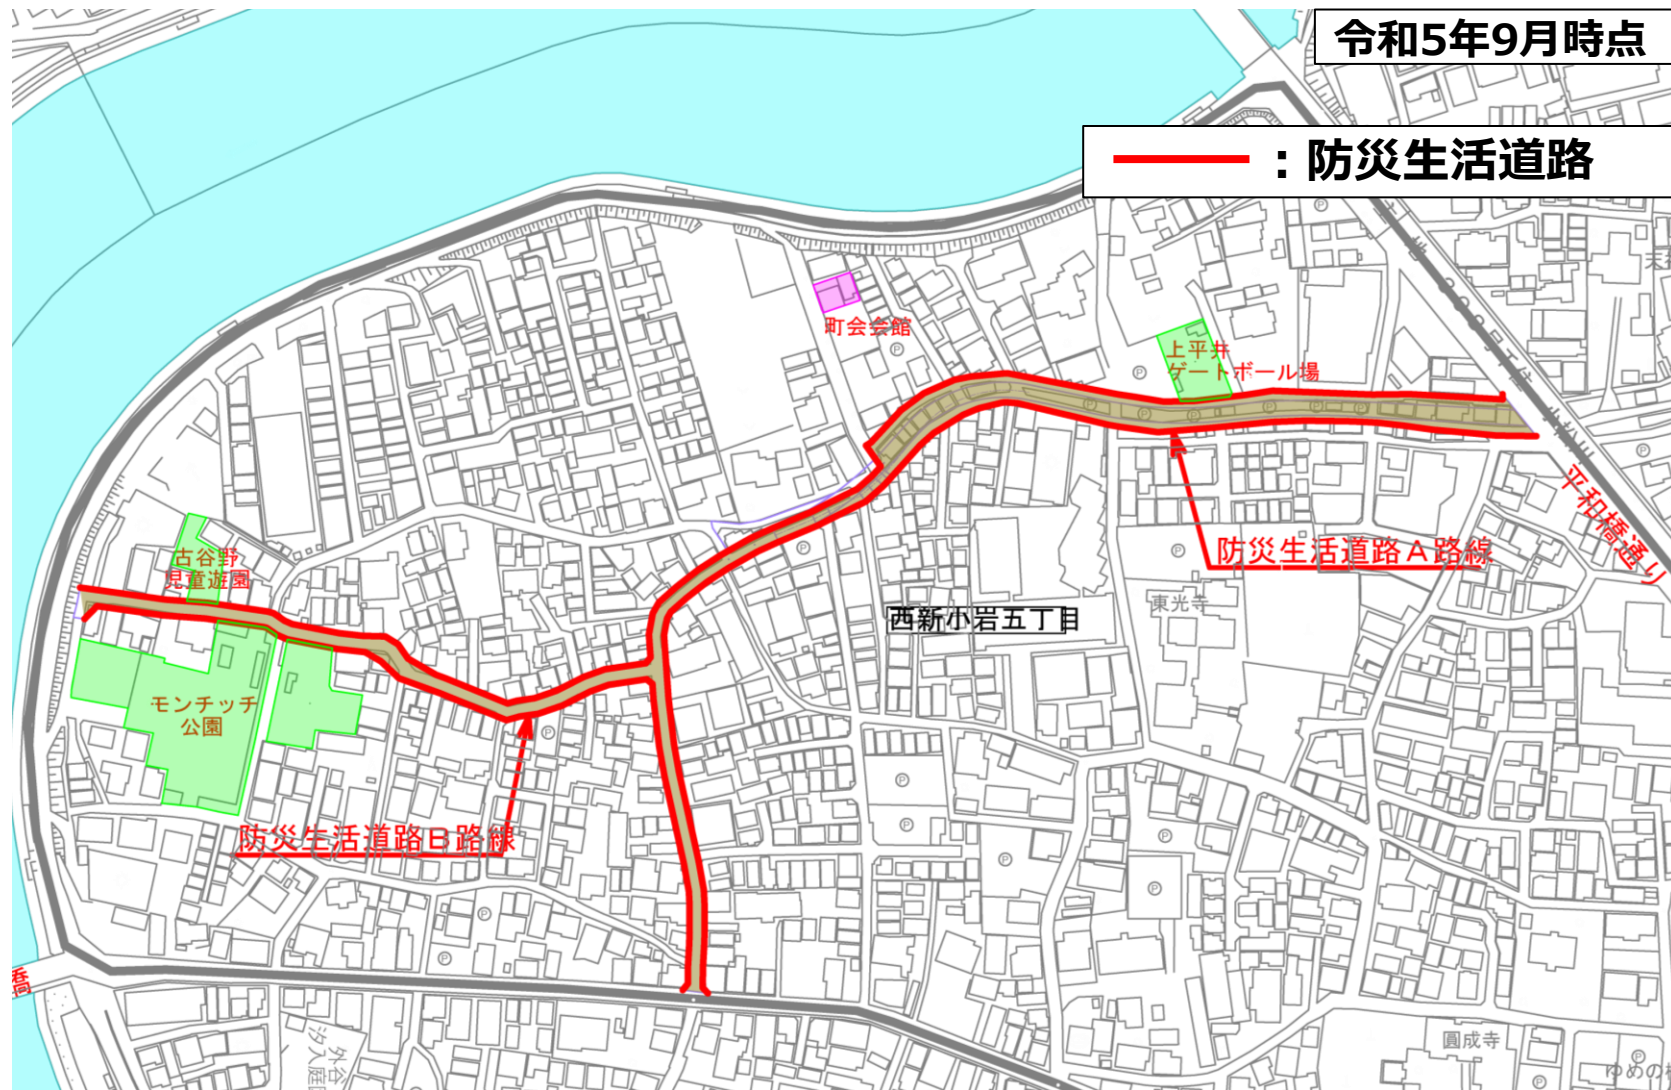 令和5年9月時点
：防災生活道路
町会会館
上平井
ゲートボール場
平和橋通り
防災生活道路A路線
古谷野
児童遊園
西新小岩五丁目
東光寺
モンチッチ
公園
防災生活道路B路線
橋
圓成寺